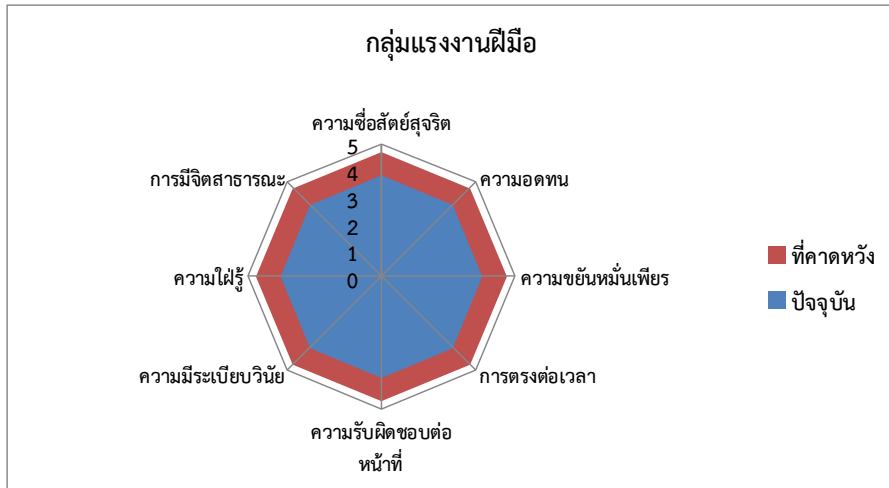 กลุ่มแรงงานฝีมือ
ความซื่อสัตย์สุจริต
5
4
3
2
1
0
ความอดทน
ความขยันหมั่นเพียร
การตรงต่อเวลา
ความรับผิดชอบต่อ
หน้าที่
ความมีระเบียบวินัย
ความใฝ่รู้
การมีจิตสาธารณะ
ที่คาดหวัง
ปัจจุบัน